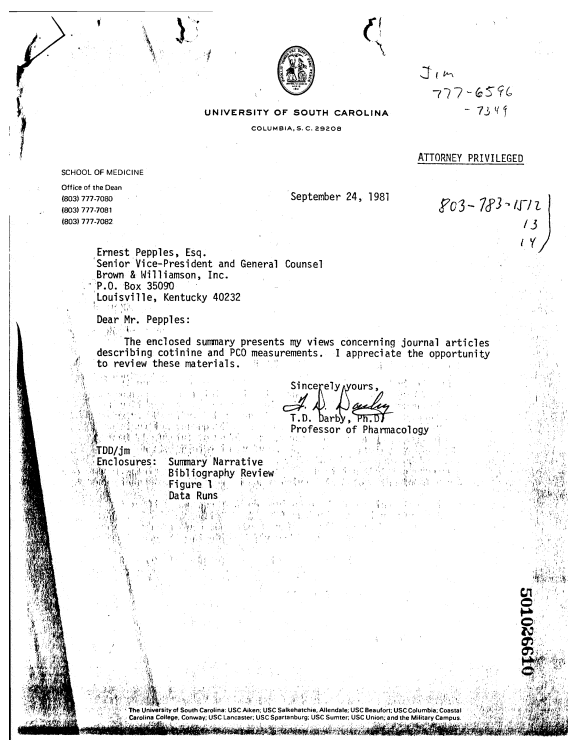 Jim
777-6596
- 7349
UNIVERSITY OF SOUTH CAROLINA
COLUMBIA, S. C. 29208
ATTORNEY PRIVILEGED
SCHOOL OF MEDICINE
Office of the Dean
(803) 777-7080
(803) 777-7081
(803) 777-7082
September 24, 1981
803-783-1512
13
14
Ernest Pepples, Esq.
Senior Vice-President and General Counsel
Brown & Williamson, Inc.
P.O. Box 35090
Louisville, Kentucky 40232
Dear Mr. Pepples:
The enclosed summary presents my views concerning journal articles
describing cotinine and PCO measurements. I appreciate the opportunity
to review these materials.
Sincerely yours,
T. D. Darby
T.D. Darby, Ph.D.
Professor of Pharmacology
TDD/jm
Enclosures: Summary Narrative
Bibliography Review
Figure 1
Data Runs
501026610
The University of South Carolina: USC Aiken; USC Salkehatchie, Allendale; USC Beaufort; USC Columbia; Coastal
Carolina College, Conway; USC Lancaster; USC Spartanburg; USC Sumter; USC Union; and the Military Campus.